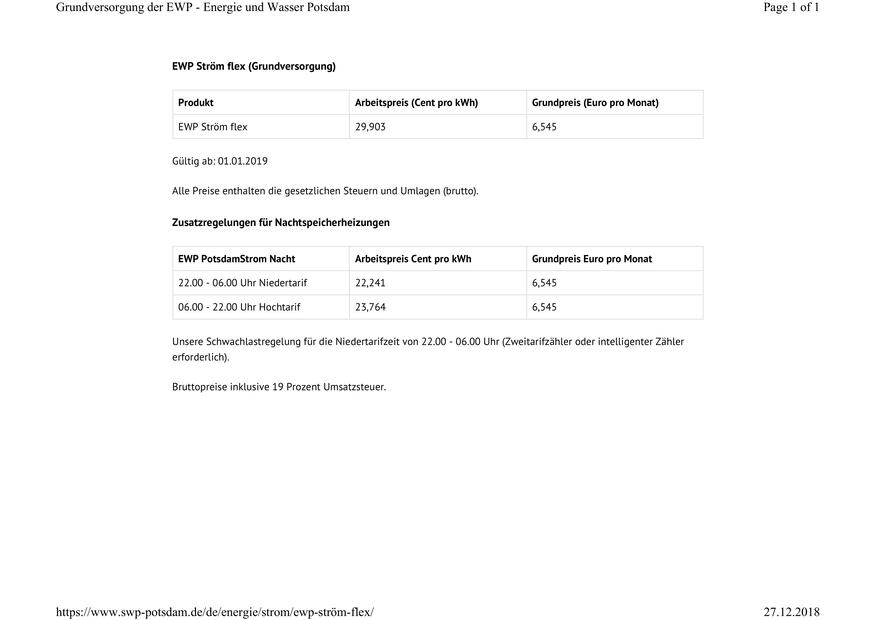 Grundversorgung der EWP - Energie und Wasser Potsdam Page 1 of 1
EWP Ström flex (Grundversorgung)
Produkt Arbeitspreis (Cent pro kWh) Grundpreis (Euro pro Monat)
EWP Ström flex 29,903 6,545
Gültig ab: 01.01.2019
Alle Preise enthalten die gesetzlichen Steuern und Umlagen (brutto).
Zusatzregelungen für Nachtspeicherheizungen
EWP PotsdamStrom Nacht Arbeitspreis Cent pro kWh Grundpreis Euro pro Monat
22.00 - 06.00 Uhr Niedertarif 22,241 6,545
06.00 - 22.00 Uhr Hochtarif 23,764 6,545
Unsere Schwachlastregelung für die Niedertarifzeit von 22.00 - 06.00 Uhr (Zweitarifzähler oder intelligenter Zähler
erforderlich).
Bruttopreise inklusive 19 Prozent Umsatzsteuer.
https://www.swp-potsdam.de/de/energie/strom/ewp-ström-flex/ 27.12.2018